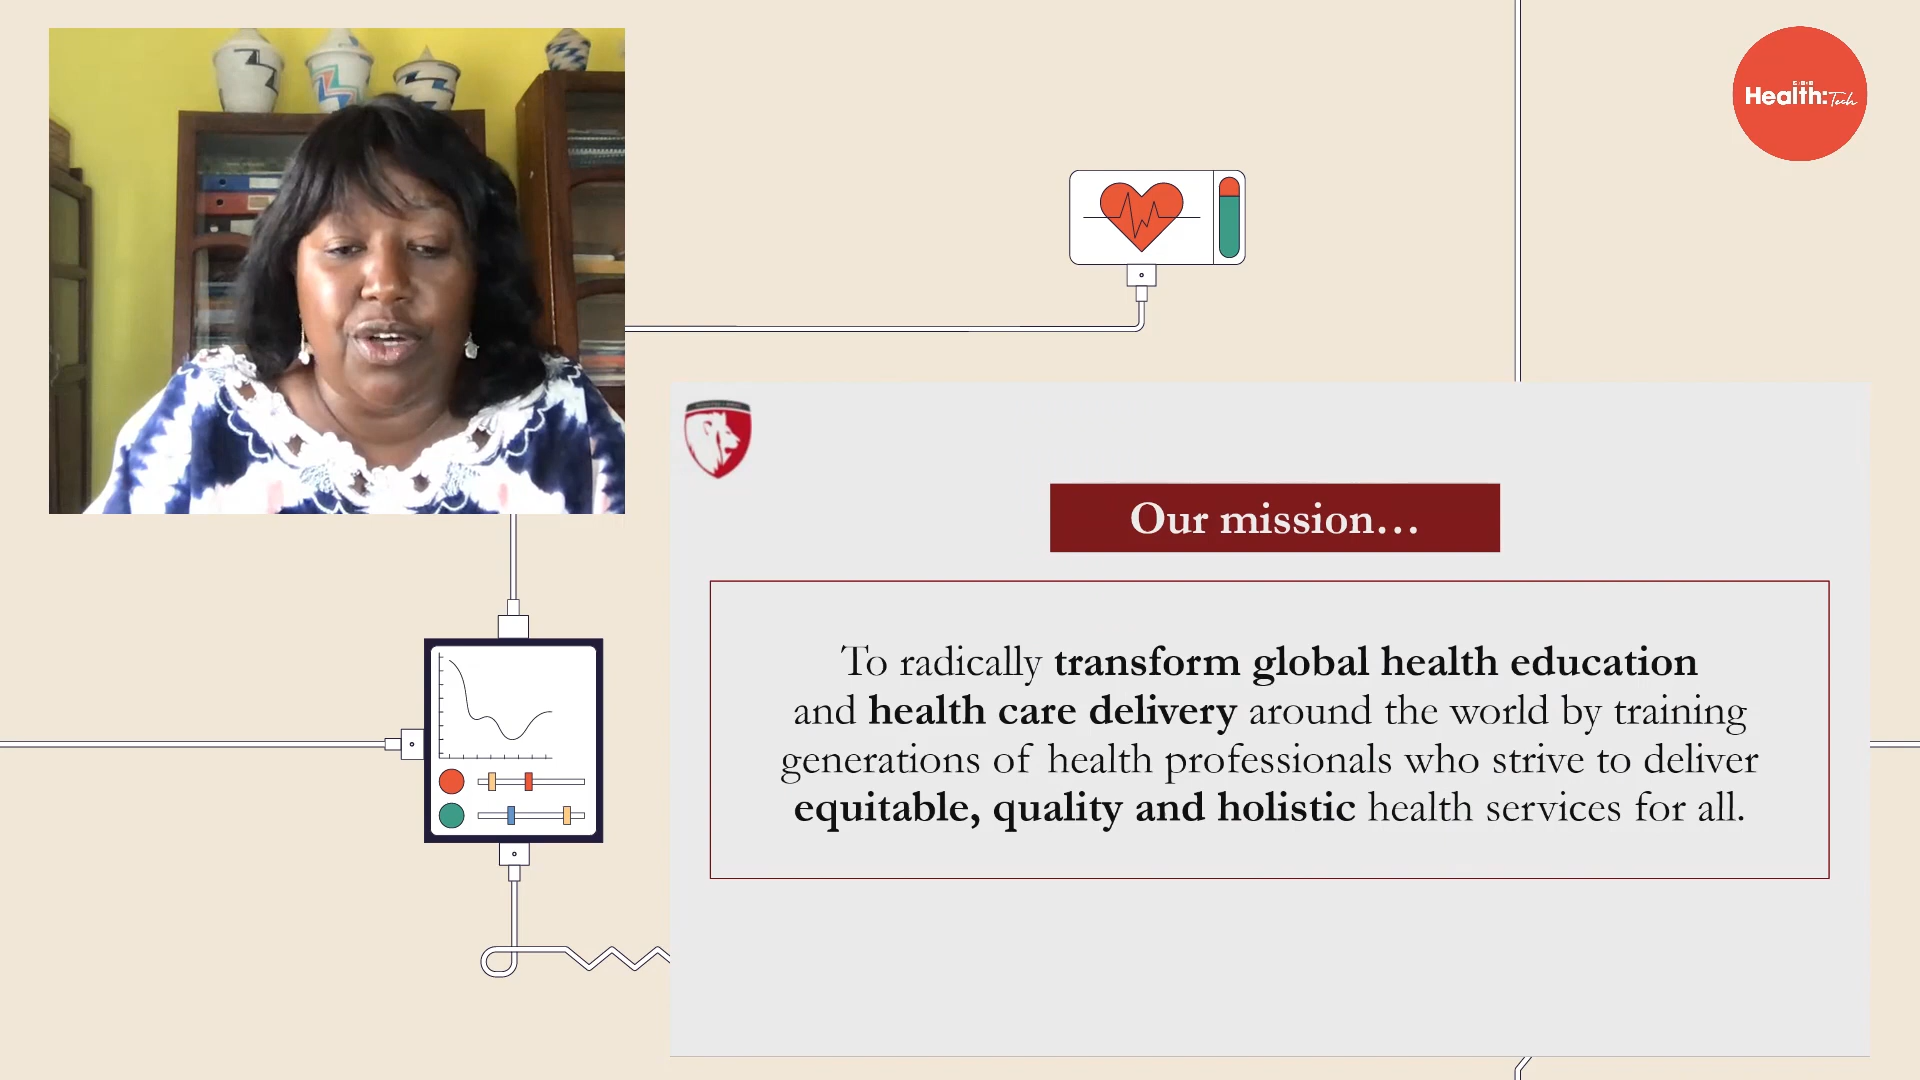 Health:Tech
Our mission…
To radically transform global health education
and health care delivery around the world by training
generations of health professionals who strive to deliver
equitable, quality and holistic health services for all.